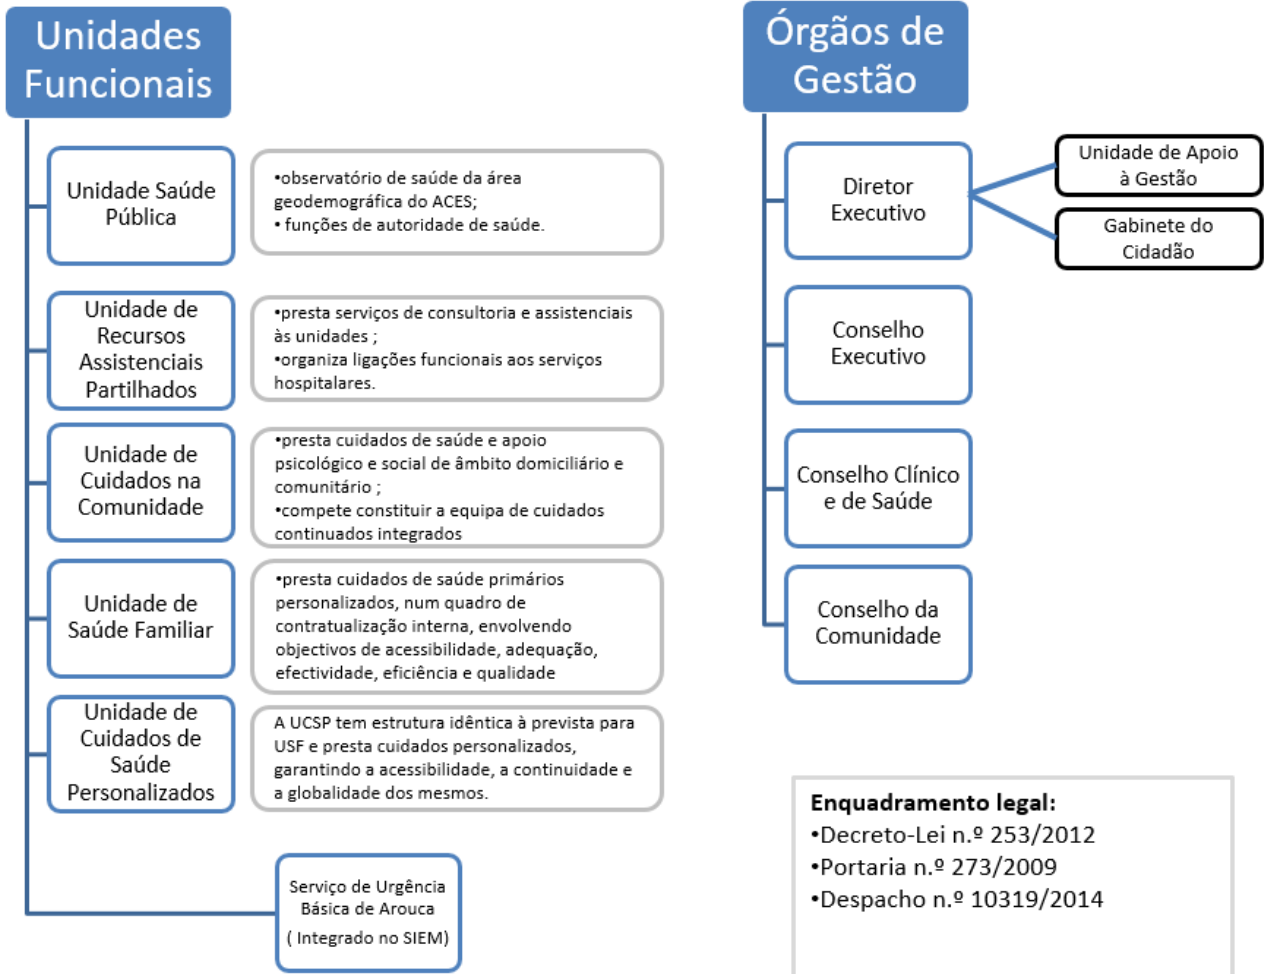 Unidades
Funcionais
Unidade Saúde
Pública
•observatório de saúde da área
geodemográfica do ACES;
• funções de autoridade de saúde.
Unidade de
Recursos
Assistenciais
Partilhados
•presta serviços de consultoria e assistenciais
às unidades ;
•organiza ligações funcionais aos serviços
hospitalares.
Unidade de
Cuidados na
Comunidade
•presta cuidados de saúde e apoio
psicológico e social de âmbito domiciliário e
comunitário ;
•compete constituir a equipa de cuidados
continuados integrados
Unidade de
Saúde Familiar
•presta cuidados de saúde primários
personalizados, num quadro de
contratualização interna, envolvendo
objectivos de acessibilidade, adequação,
efectividade, eficiência e qualidade
Unidade de
Cuidados de
Saúde
Personalizados
A UCSP tem estrutura idêntica à prevista para
USF e presta cuidados personalizados,
garantindo a acessibilidade, a continuidade e
a globalidade dos mesmos.
Serviço de Urgência
Básica de Arouca
( Integrado no SIEM)
Órgãos de
Gestão
Diretor
Executivo
Unidade de Apoio
à Gestão
Gabinete do
Cidadão
Conselho
Executivo
Conselho Clínico
e de Saúde
Conselho da
Comunidade
Enquadramento legal:
•Decreto-Lei n.º 253/2012
•Portaria n.º 273/2009
•Despacho n.º 10319/2014